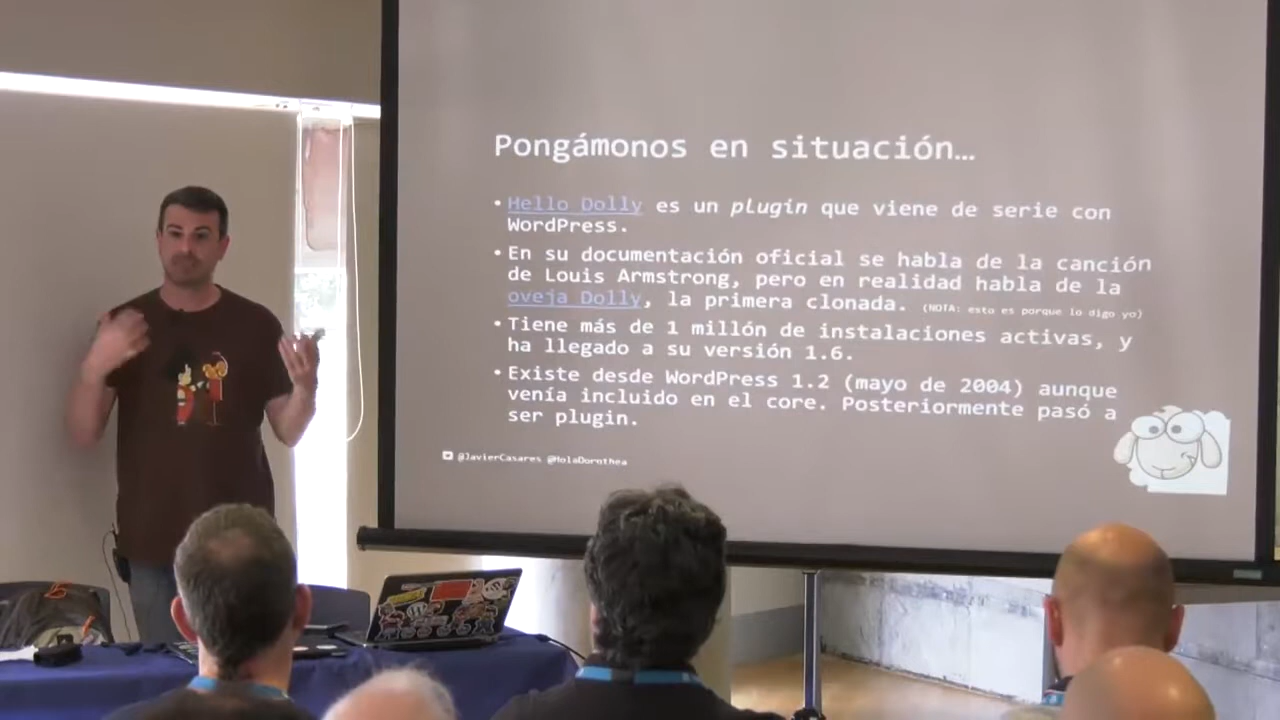 Pongámonos en situación…
• Hello Dolly es un plugin que viene de serie con
WordPress.
• En su documentación oficial se habla de la canción
de Louis Armstrong, pero en realidad habla de la
oveja Dolly, la primera clonada. (NOTA: esto es porque lo digo yo)
• Tiene más de 1 millón de instalaciones activas, y
ha llegado a su versión 1.6.
• Existe desde WordPress 1.2 (mayo de 2004) aunque
venía incluido en el core. Posteriormente pasó a
ser plugin.
@JavierCasares @HolaDornthea